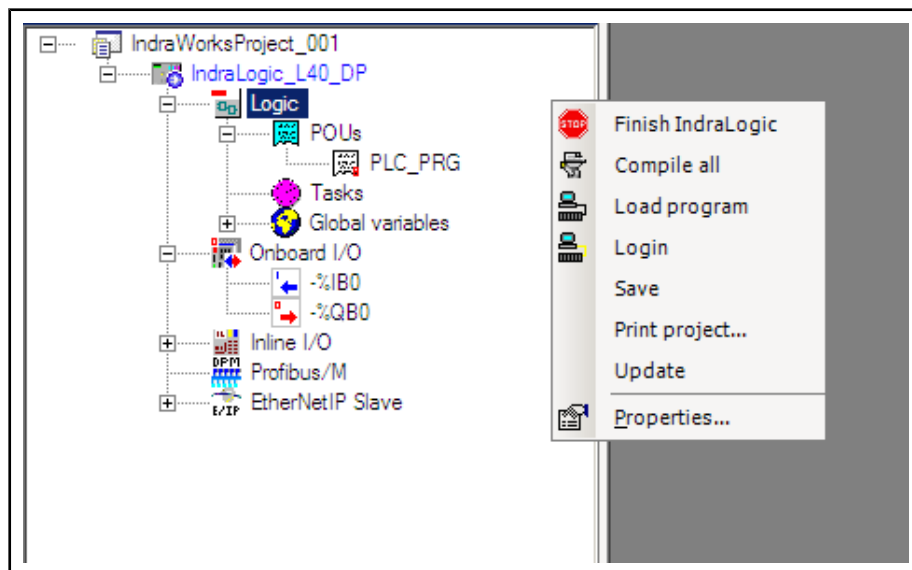 IndraWorksProject_001
IndraLogic_L40_DP
Logic
POUs
PLC_PRG
Tasks
Global variables
Onboard I/O
-%IB0
-%QB0
Inline I/O
DPM
Profibus/M
E/IP
EtherNetIP Slave
STOP
Finish IndraLogic
Compile all
Load program
Login
Save
Print project...
Update
Properties...